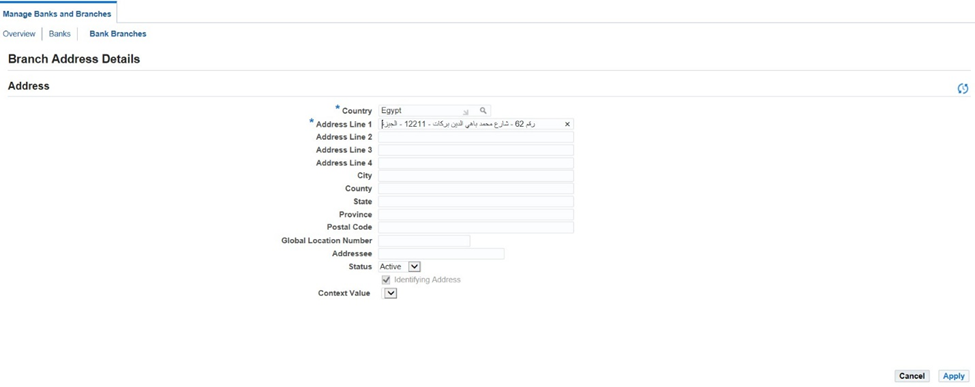 Manage Banks and Branches
Overview Banks Bank Branches
Branch Address Details
Address
* Country Egypt
* Address Line 1 رقم 62 - شارع محمد باهي الدين بركات - 12211 - الجيزة
Address Line 2
Address Line 3
Address Line 4
City
County
State
Province
Postal Code
Global Location Number
Addressee
Status Active
Identifying Address
Context Value
Cancel Apply